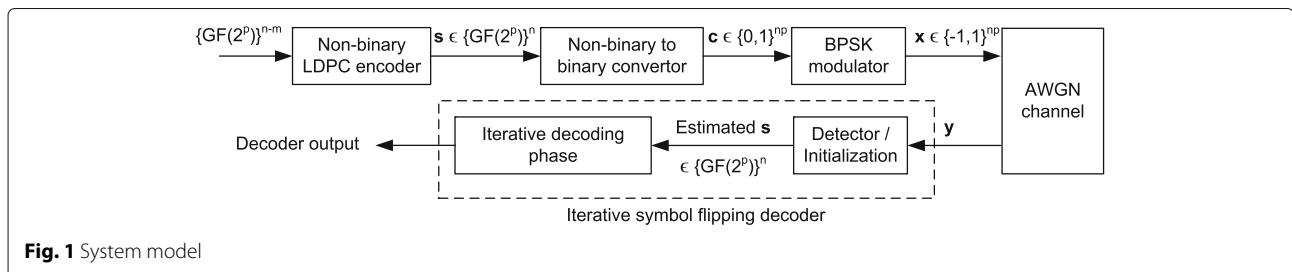 {GF(2^p)}^n-m
Non-binary
LDPC encoder
s ϵ {GF(2^p)}^n
Non-binary to
binary convertor
c ϵ {0,1}^np
BPSK
modulator
x ϵ {-1,1}^np
AWGN
channel
y
Detector /
Initialization
Estimated s
ϵ {GF(2^p)}^n
Iterative decoding
phase
Decoder output
Iterative symbol flipping decoder
Fig. 1 System model